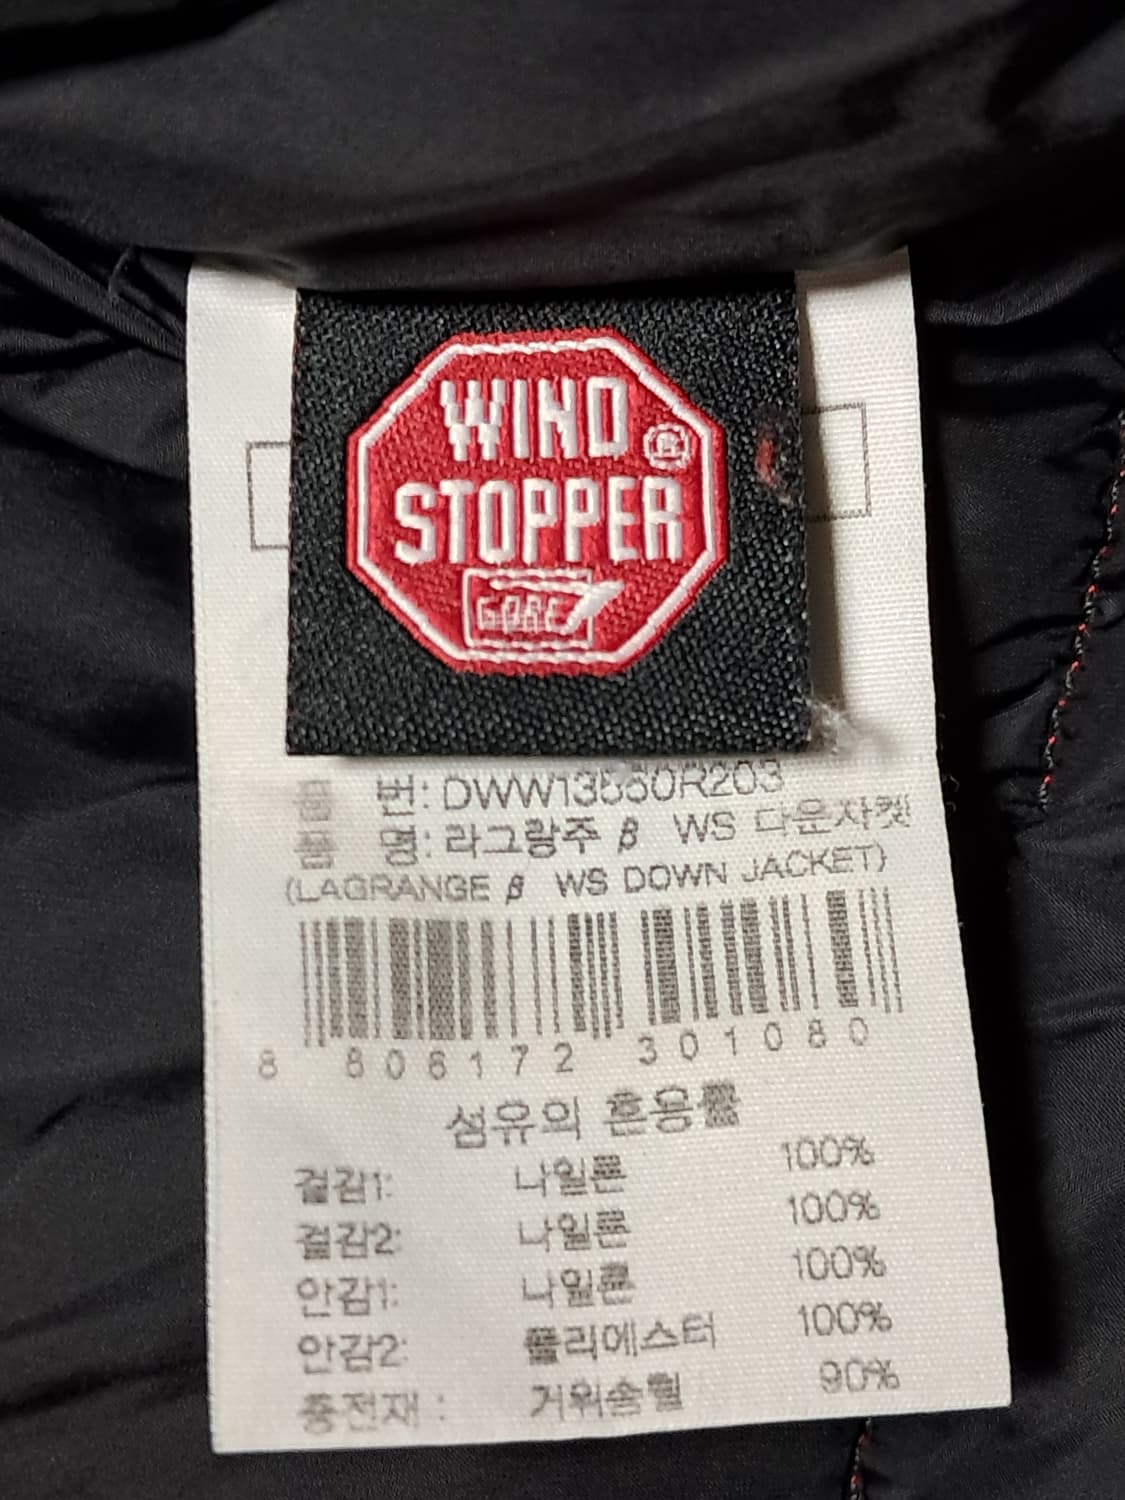 WIND
STOPPER
®
GORE
품 번: DWW13550R203
품 명: 라그랑주 β WS 다운자켓
(LAGRANGE β WS DOWN JACKET)
8 806172 301080
섬유의 혼용률
겉감1: 나일론 100%
겉감2: 나일론 100%
안감1: 나일론 100%
안감2: 폴리에스터 100%
충전재 : 거위솜털 90%